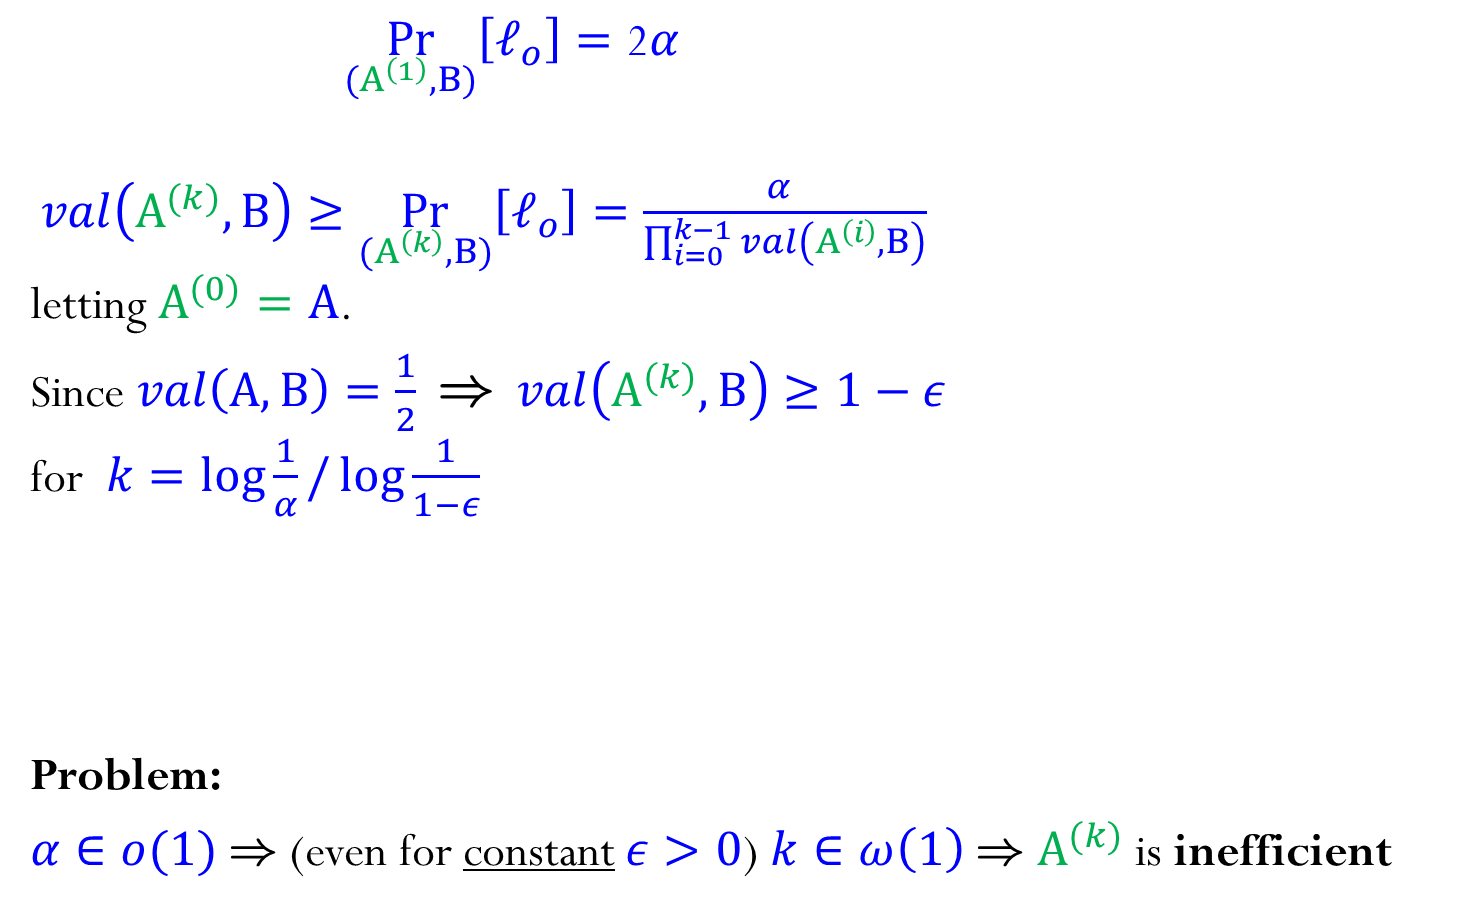 Pr_{(A^{(1)},B)}[ℓ_o] = 2α
val(A^{(k)}, B) ≥ Pr_{(A^{(k)},B)}[ℓ_o] = α / ∏_{i=0}^{k−1} val(A^{(i)},B)
letting A^{(0)} = A.
Since val(A, B) = 1/2 ⇒ val(A^{(k)}, B) ≥ 1 − ϵ
for k = log 1/α / log 1/(1−ϵ)
Problem:
α ∈ o(1) ⇒ (even for constant ϵ > 0) k ∈ ω(1) ⇒ A^{(k)} is inefficient